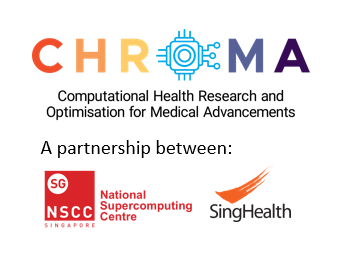 CHROMA
Computational Health Research and
Optimisation for Medical Advancements
A partnership between:
SG
NSCC
SINGAPORE
National
Supercomputing
Centre
SingHealth